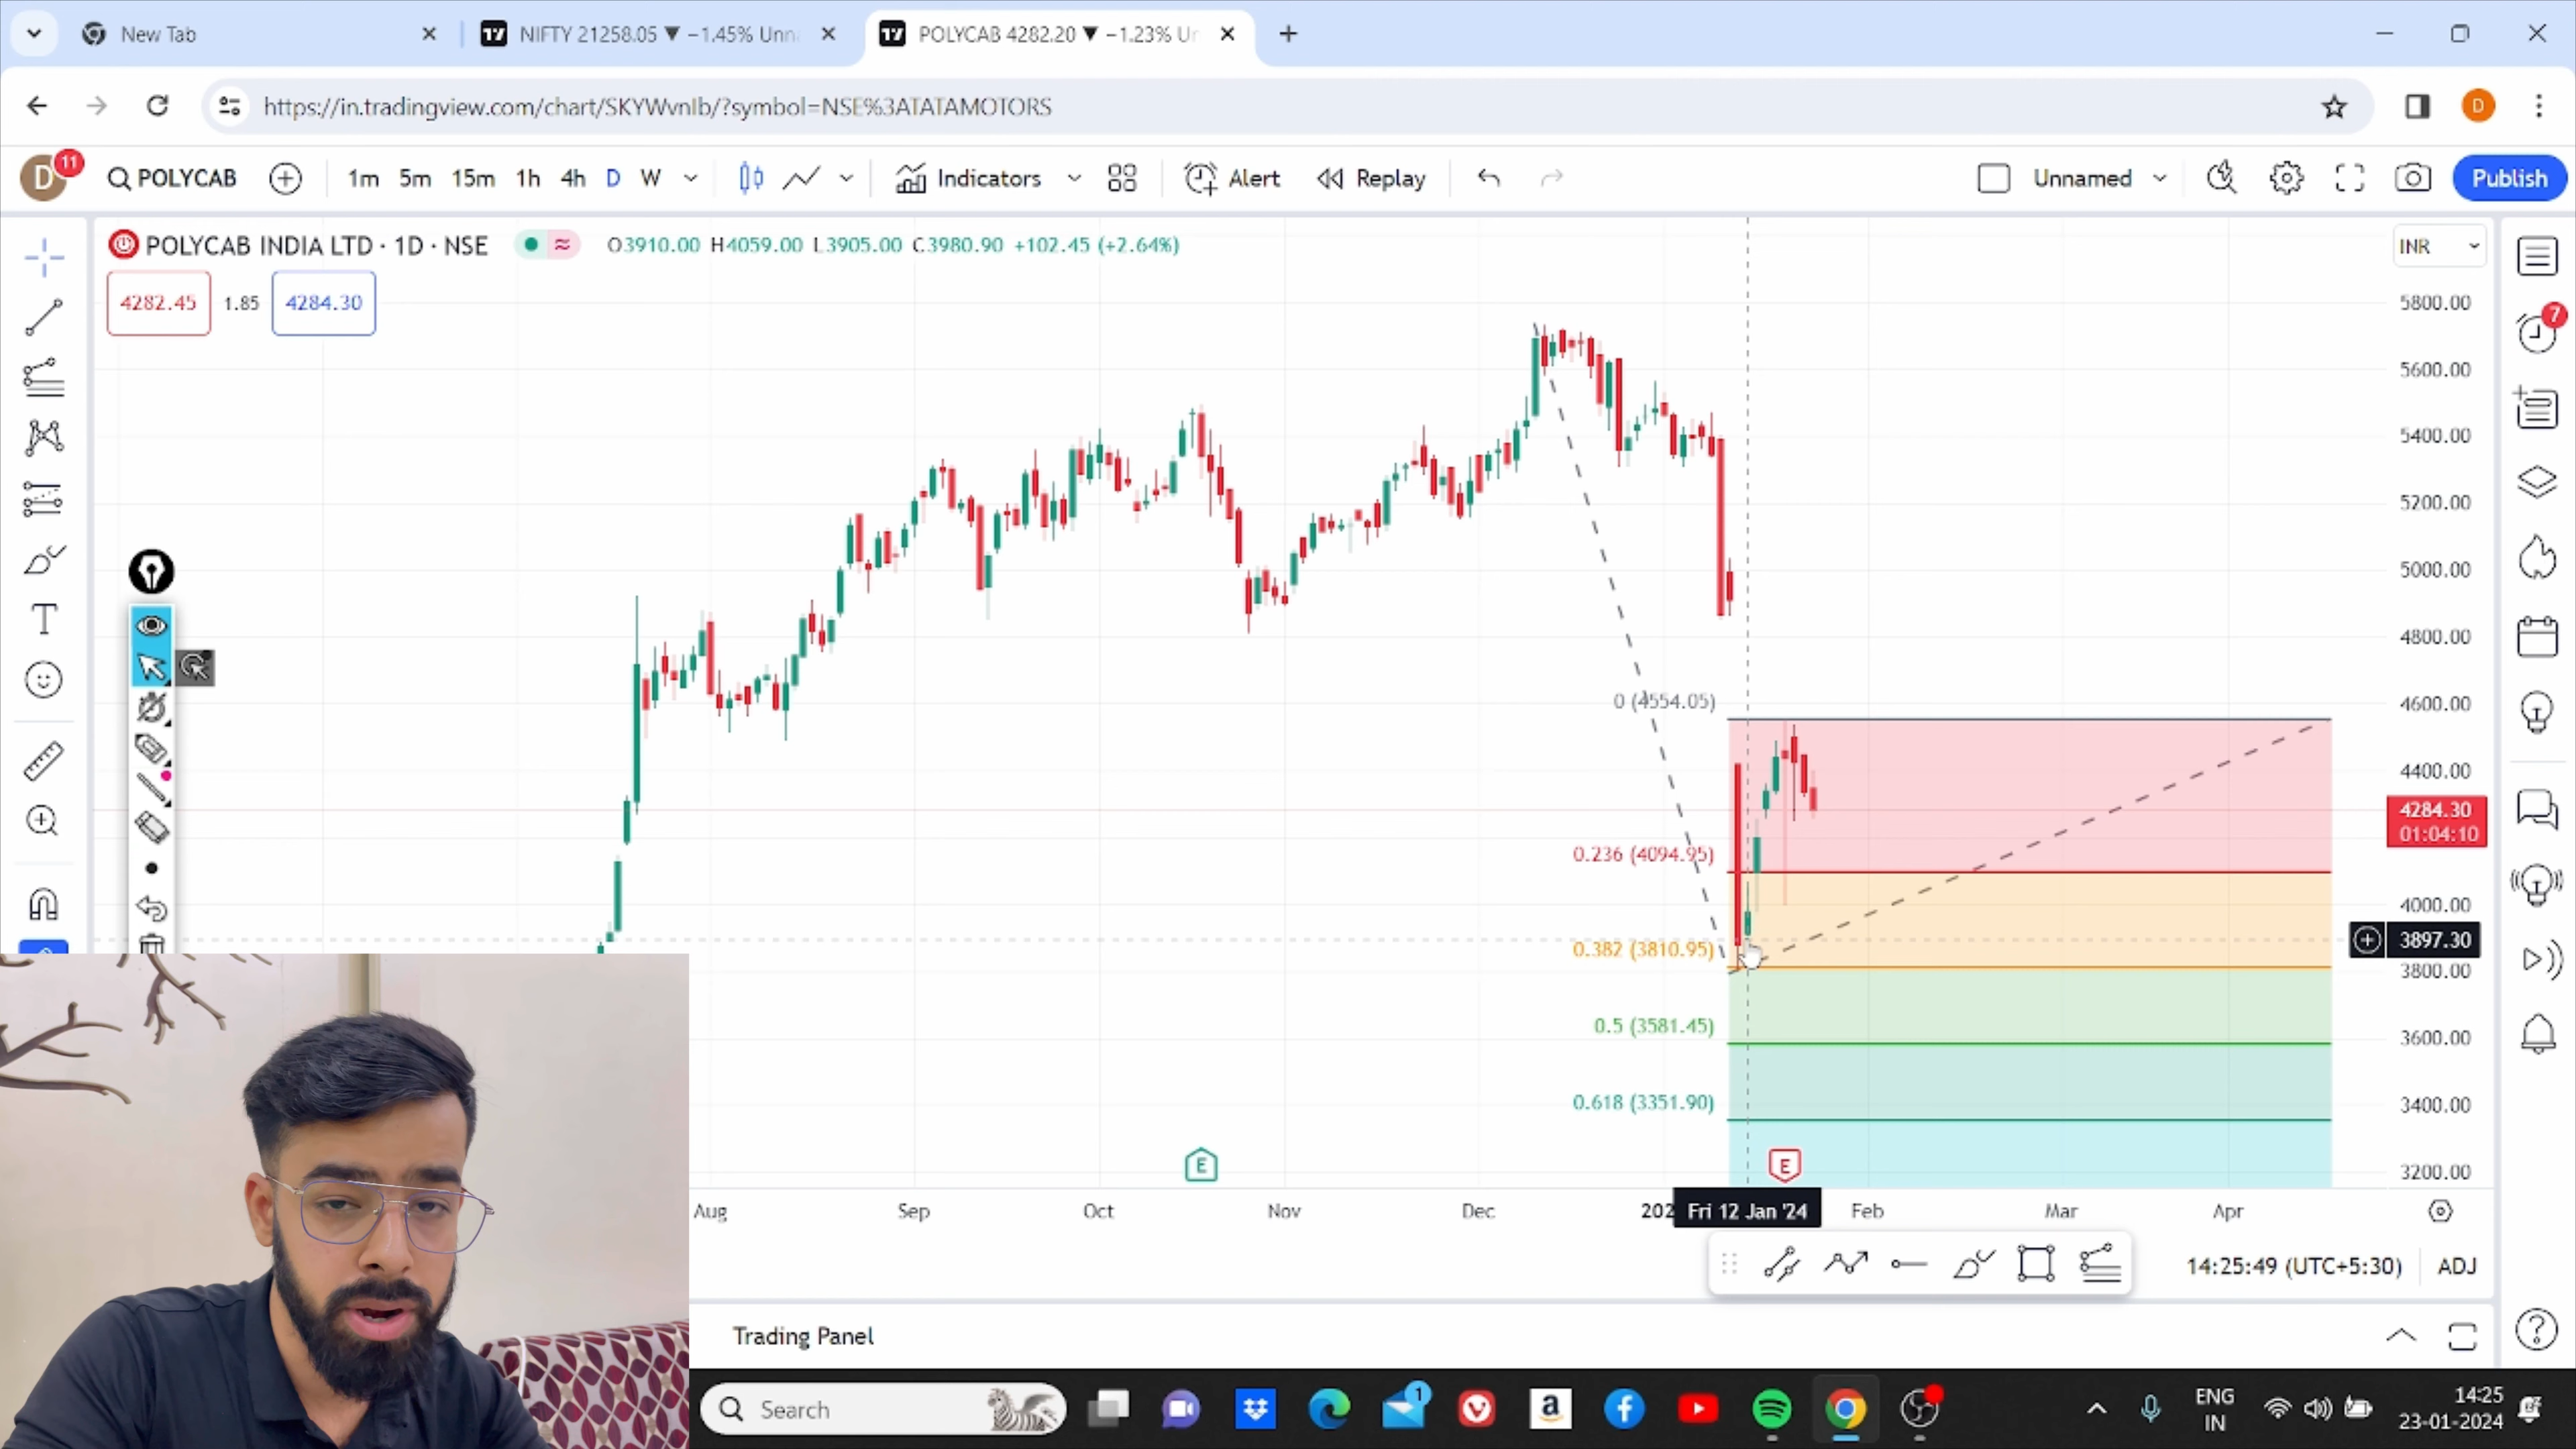 New Tab
NIFTY 21258.05 ▼ −1.45% Unn
POLYCAB 4282.20 ▼ −1.23% Ur
https://in.tradingview.com/chart/SKYWvnIb/?symbol=NSE%3ATATAMOTORS
D
D 11 POLYCAB 1m 5m 15m 1h 4h D W Indicators Alert Replay Unnamed Publish
POLYCAB INDIA LTD · 1D · NSE O3910.00 H4059.00 L3905.00 C3980.90 +102.45 (+2.64%) INR
4282.45 1.85 4284.30
5800.00
7
5600.00
5400.00
5200.00
5000.00
4800.00
0 (4554.05)
4600.00
4400.00
4284.30
01:04:10
0.236 (4094.95)
4000.00
3897.30
0.382 (3810.95)
3800.00
0.5 (3581.45)
3600.00
0.618 (3351.90)
3400.00
E E
3200.00
Aug Sep Oct Nov Dec 202 Fri 12 Jan '24 Feb Mar Apr
14:25:49 (UTC+5:30) ADJ
Trading Panel
Search
1
a
ENG
IN
14:25
23-01-2024